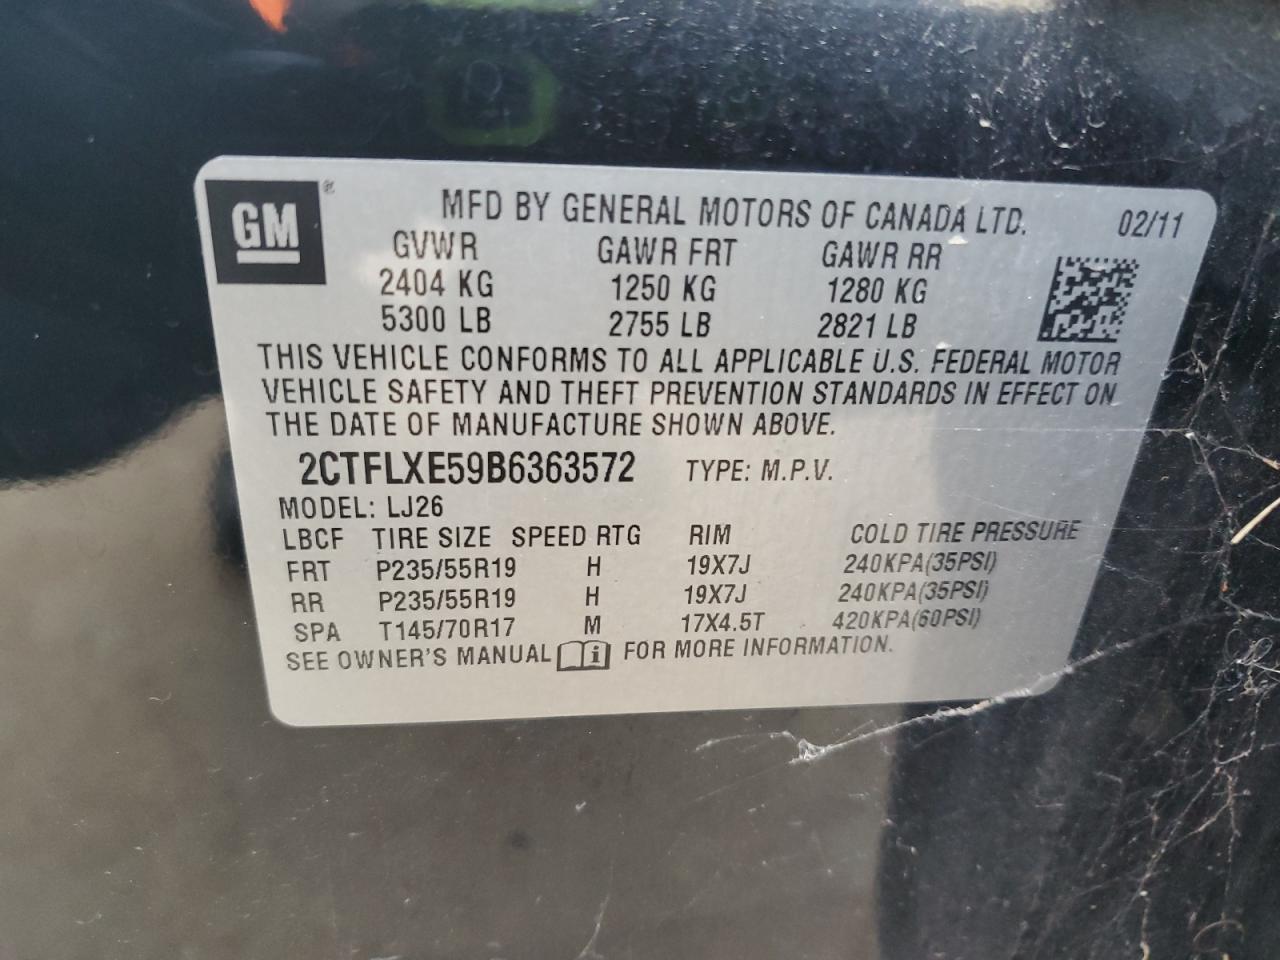 GM ®
MFD BY GENERAL MOTORS OF CANADA LTD. 02/11
GVWR GAWR FRT GAWR RR
2404 KG 1250 KG 1280 KG
5300 LB 2755 LB 2821 LB
THIS VEHICLE CONFORMS TO ALL APPLICABLE U.S. FEDERAL MOTOR
VEHICLE SAFETY AND THEFT PREVENTION STANDARDS IN EFFECT ON
THE DATE OF MANUFACTURE SHOWN ABOVE.
2CTFLXE59B6363572 TYPE: M.P.V.
MODEL: LJ26
LBCF TIRE SIZE SPEED RTG RIM COLD TIRE PRESSURE
FRT P235/55R19 H 19X7J 240KPA(35PSI)
RR P235/55R19 H 19X7J 240KPA(35PSI)
SPA T145/70R17 M 17X4.5T 420KPA(60PSI)
SEE OWNER'S MANUAL i FOR MORE INFORMATION.